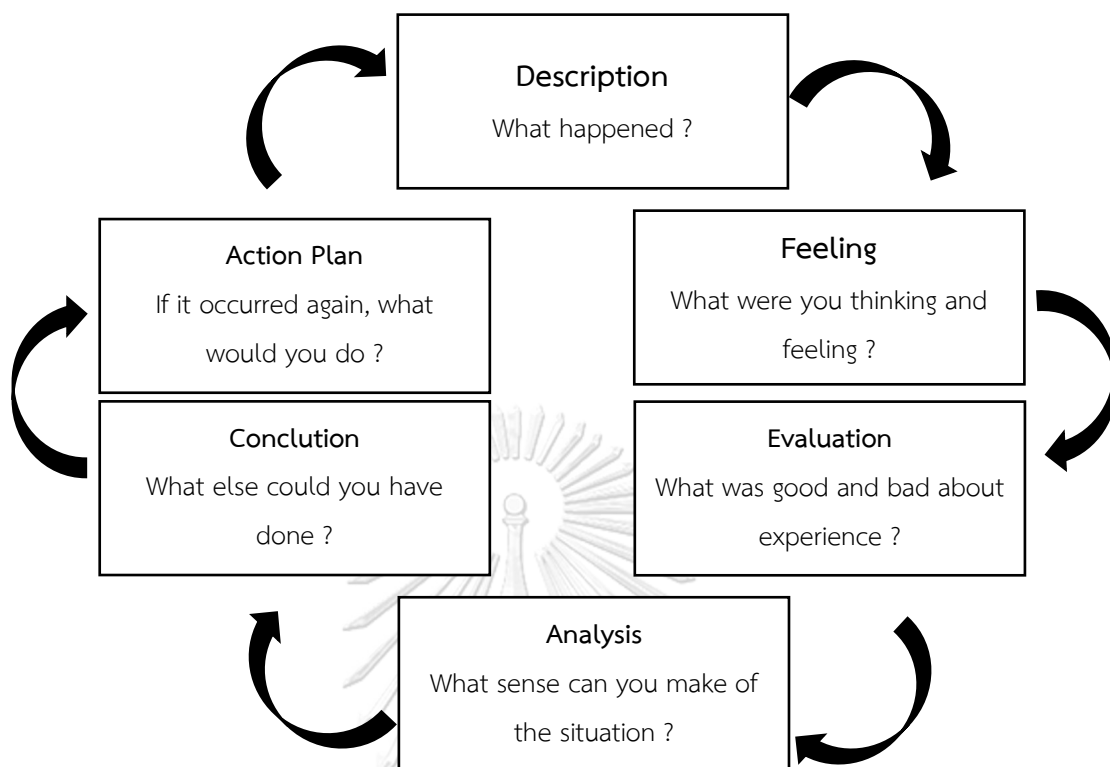 Description
What happened ?
Feeling
What were you thinking and
feeling ?
Evaluation
What was good and bad about
experience ?
Analysis
What sense can you make of
the situation ?
Conclution
What else could you have
done ?
Action Plan
If it occurred again, what
would you do ?